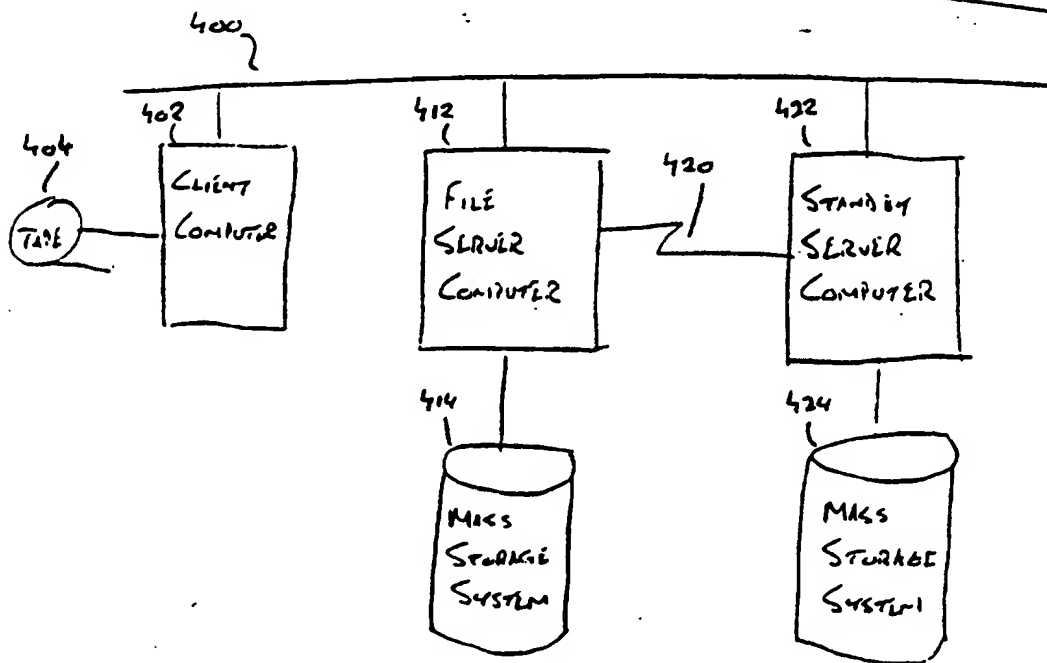 400
402
412
422
404
420
TAPE
CLIENT
COMPUTER
FILE
SERVER
COMPUTER
STANDBY
SERVER
COMPUTER
414
424
MASS
STORAGE
SYSTEM
MASS
STORAGE
SYSTEM